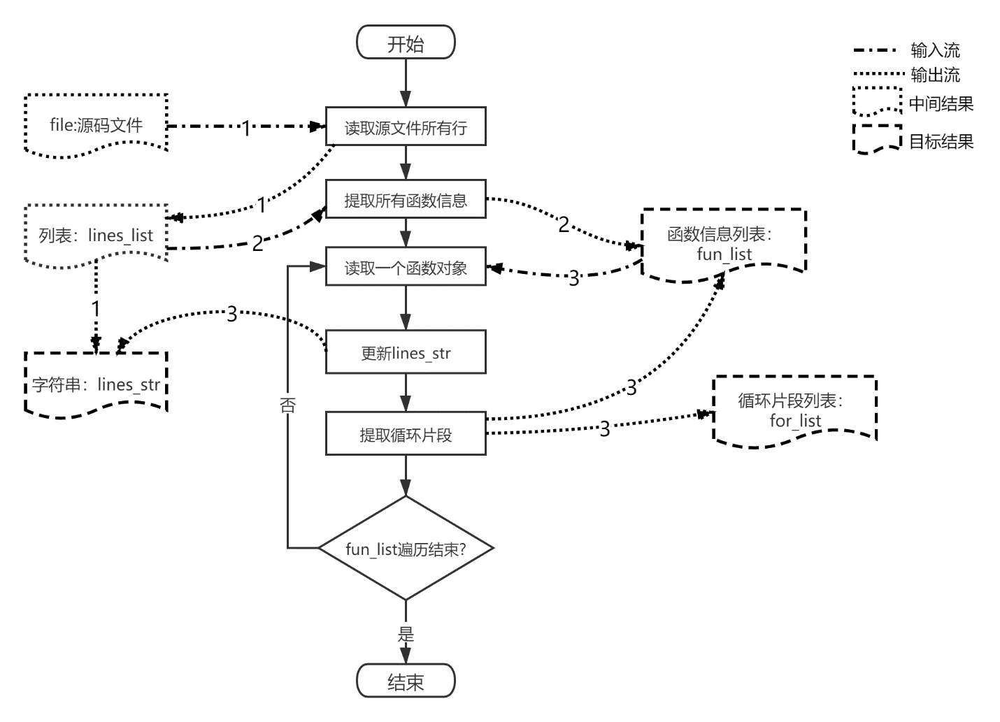 开始
输入流
输出流
中间结果
目标结果
file:源码文件
1
读取源文件所有行
1
提取所有函数信息
2
列表：lines_list
2
函数信息列表：
fun_list
读取一个函数对象
3
1
3
字符串：lines_str
更新lines_str
3
循环片段列表：
for_list
3
否
提取循环片段
fun_list遍历结束?
是
结束